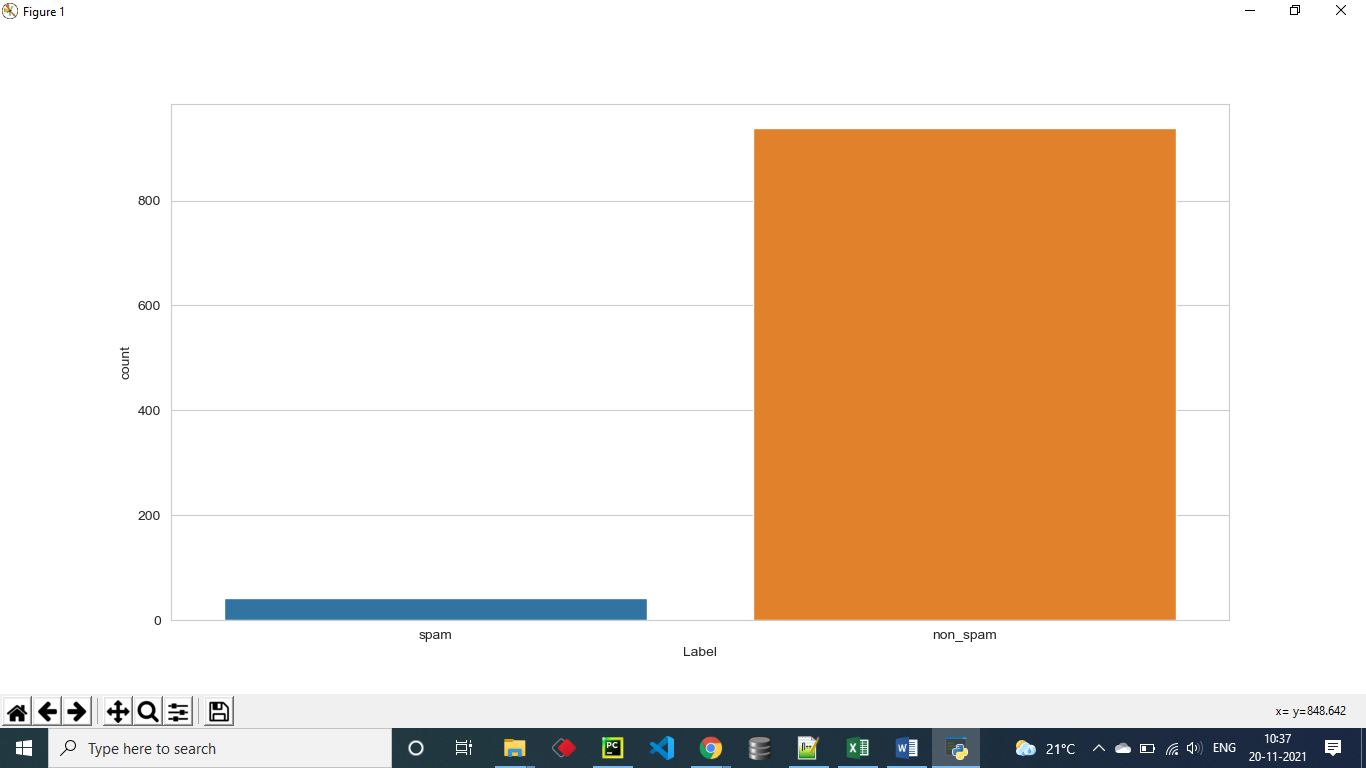 Figure 1
800
600
400
200
0
count
spam
non_spam
Label
x= y=848.642
Type here to search
PC
21°C
ENG
10:37
20-11-2021